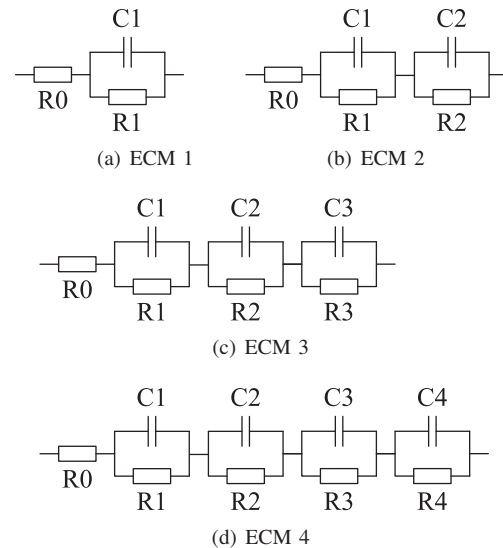 C1 C1 C2
R0 R1 R0 R1 R2
(a) ECM 1 (b) ECM 2
C1 C2 C3
R0 R1 R2 R3
(c) ECM 3
C1 C2 C3 C4
R0 R1 R2 R3 R4
(d) ECM 4